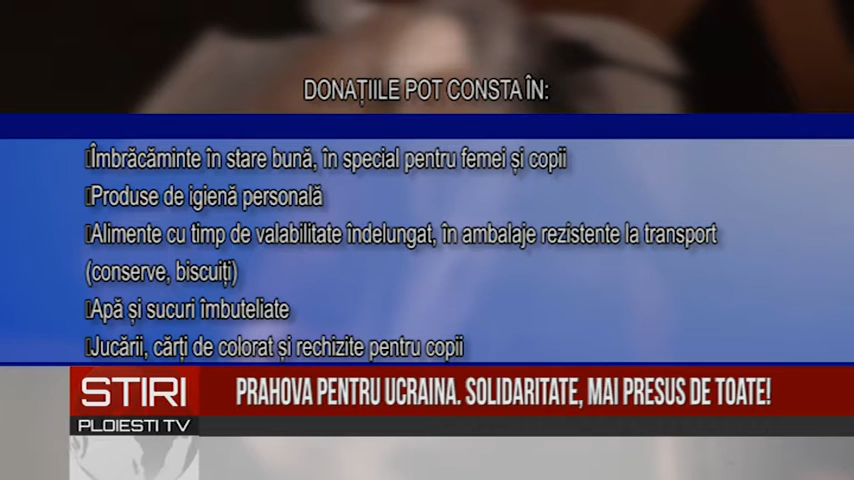 DONAȚIILE POT CONSTA ÎN:
Îmbrăcăminte în stare bună, în special pentru femei și copii
Produse de igienă personală
Alimente cu timp de valabilitate îndelungat, în ambalaje rezistente la transport
(conserve, biscuiți)
Apă și sucuri îmbuteliate
Jucării, cărți de colorat și rechizite pentru copii
STIRI
PLOIESTI TV
PRAHOVA PENTRU UCRAINA. SOLIDARITATE, MAI PRESUS DE TOATE!